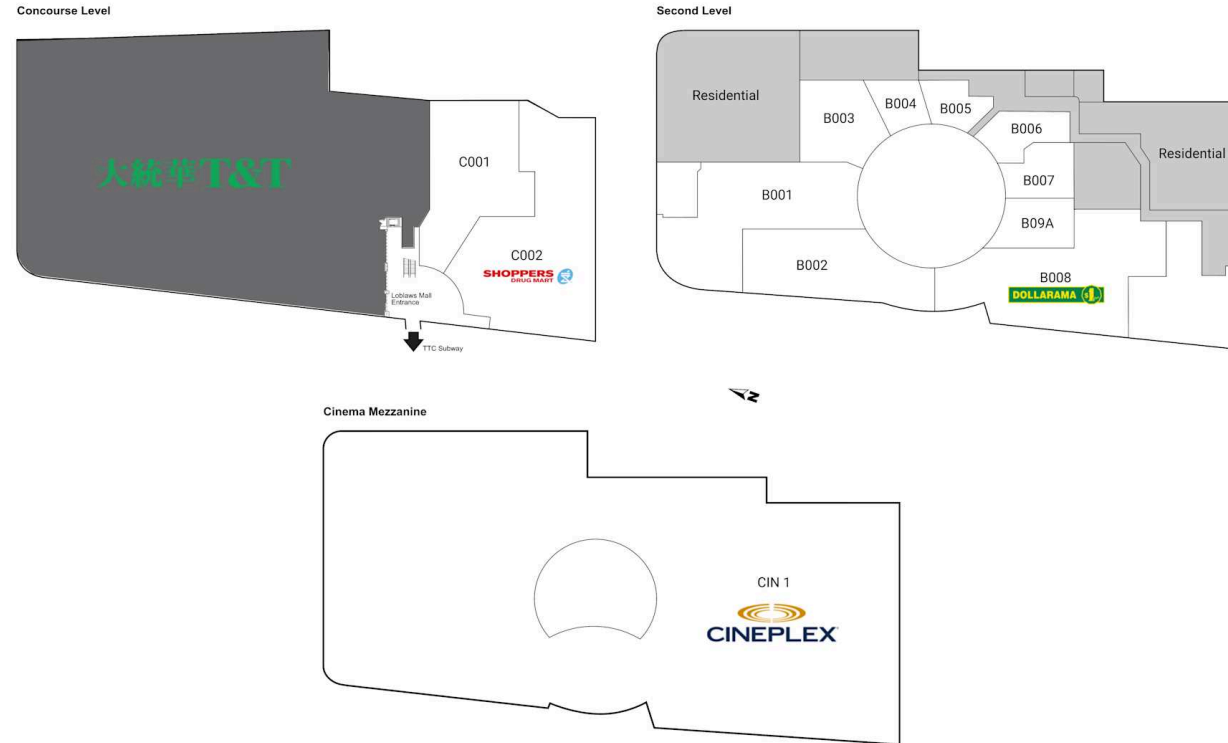 Concourse Level
大統華 T&T
C001
C002
SHOPPERS
DRUG MART
Loblaws Mall
Entrance
TTC Subway
Second Level
Residential
B003
B004
B005
B006
Residential
B001
B007
B09A
B002
B008
DOLLARAMA $1
N
Cinema Mezzanine
CIN 1
CINEPLEX